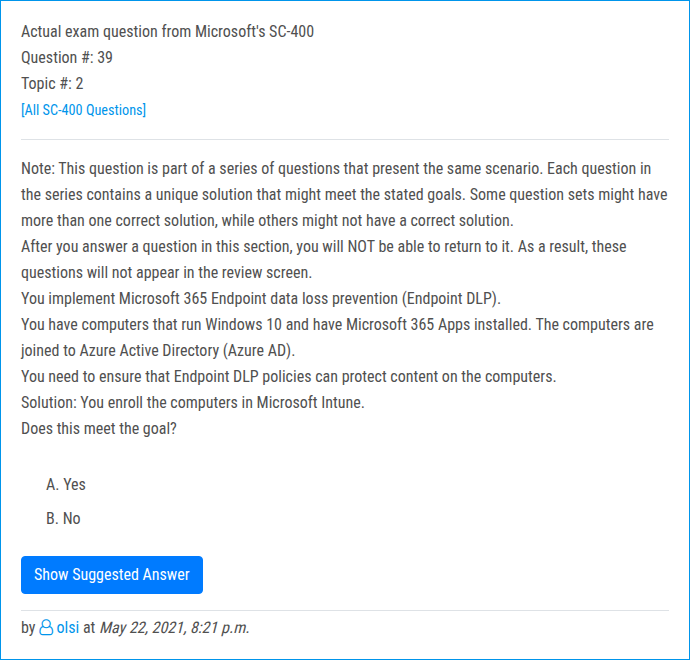 Actual exam question from Microsoft's SC-400
Question #: 39
Topic #: 2
[All SC-400 Questions]
Note: This question is part of a series of questions that present the same scenario. Each question in
the series contains a unique solution that might meet the stated goals. Some question sets might have
more than one correct solution, while others might not have a correct solution.
After you answer a question in this section, you will NOT be able to return to it. As a result, these
questions will not appear in the review screen.
You implement Microsoft 365 Endpoint data loss prevention (Endpoint DLP).
You have computers that run Windows 10 and have Microsoft 365 Apps installed. The computers are
joined to Azure Active Directory (Azure AD).
You need to ensure that Endpoint DLP policies can protect content on the computers.
Solution: You enroll the computers in Microsoft Intune.
Does this meet the goal?
A. Yes
B. No
Show Suggested Answer
by olsi at May 22, 2021, 8:21 p.m.